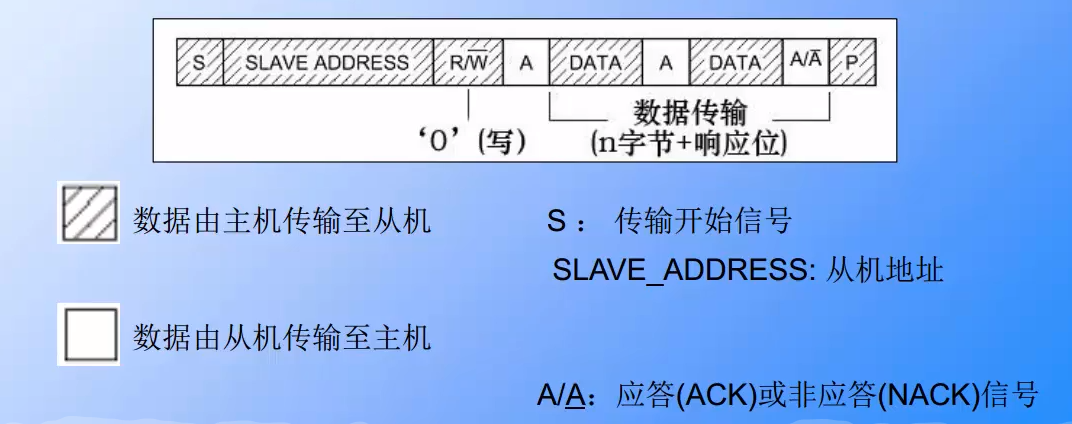 S SLAVE ADDRESS R/W̅ A DATA A DATA A/A̅ P
数据传输
‘0’(写) (n字节+响应位)
数据由主机传输至从机 S： 传输开始信号
SLAVE_ADDRESS: 从机地址
数据由从机传输至主机
A/A：应答(ACK)或非应答(NACK)信号